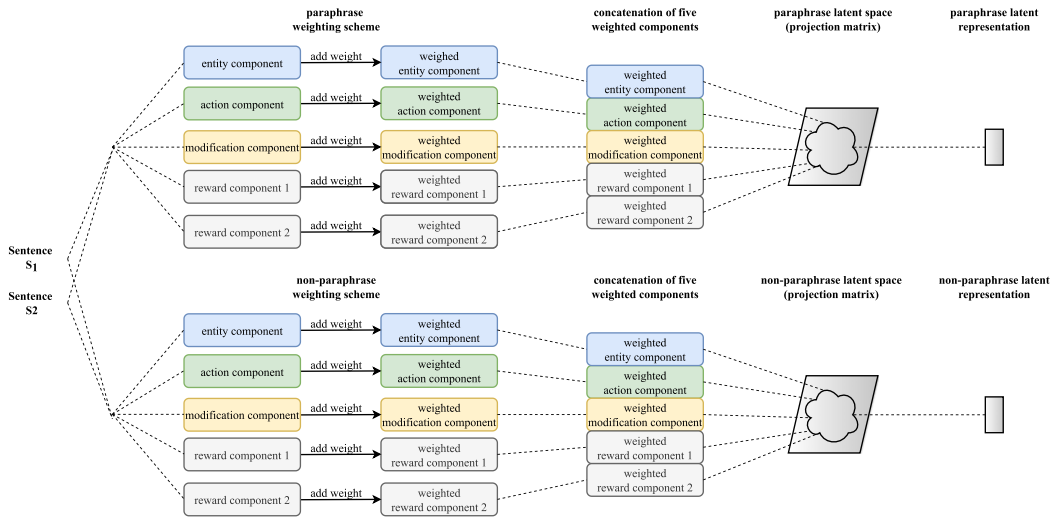 paraphrase
weighting scheme
concatenation of five
weighted components
paraphrase latent space
(projection matrix)
paraphrase latent
representation
entity component
add weight
weighed
entity component
weighted
entity component
action component
add weight
weighted
action component
weighted
action component
modification component
add weight
weighted
modification component
weighted
modification component
reward component 1
add weight
weighted
reward component 1
weighted
reward component 1
reward component 2
add weight
weighted
reward component 2
weighted
reward component 2
Sentence
S1
Sentence
S2
non-paraphrase
weighting scheme
concatenation of five
weighted components
non-paraphrase latent space
(projection matrix)
non-paraphrase latent
representation
entity component
add weight
weighted
entity component
weighted
entity component
action component
add weight
weighted
action component
weighted
action component
modification component
add weight
weighted
modification component
weighted
modification component
reward component 1
add weight
weighted
reward component 1
weighted
reward component 1
reward component 2
add weight
weighted
reward component 2
weighted
reward component 2